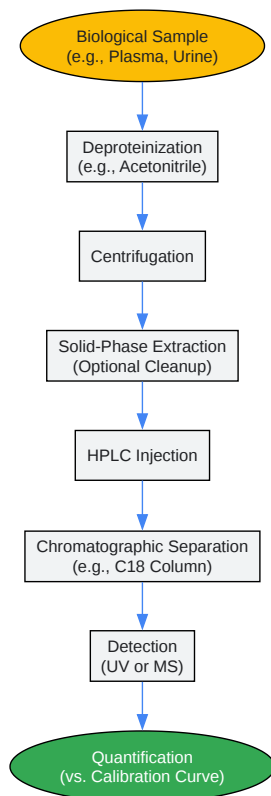 Biological Sample
(e.g., Plasma, Urine)
Deproteinization
(e.g., Acetonitrile)
Centrifugation
Solid-Phase Extraction
(Optional Cleanup)
HPLC Injection
Chromatographic Separation
(e.g., C18 Column)
Detection
(UV or MS)
Quantification
(vs. Calibration Curve)